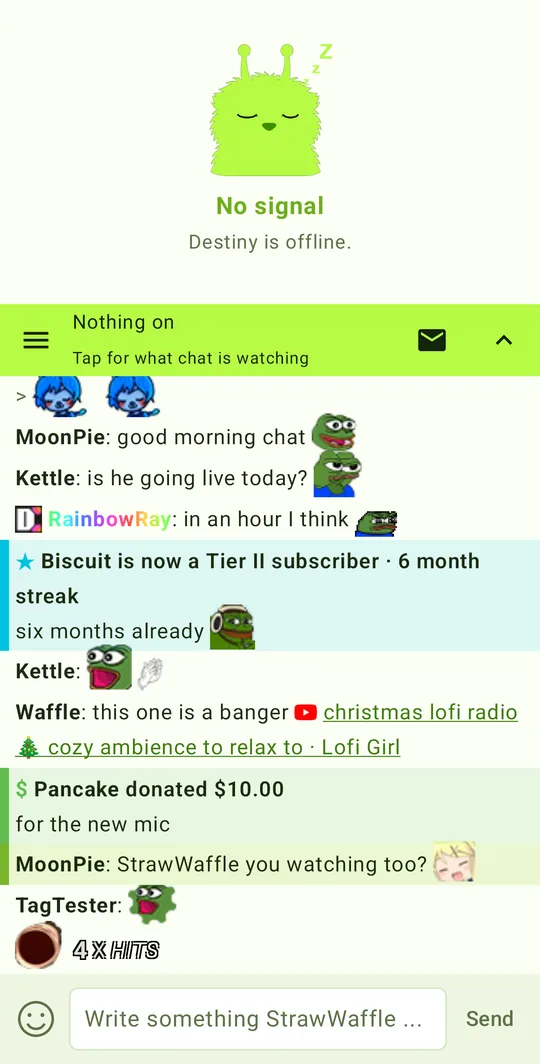 z
z
z
No signal
Destiny is offline.
Nothing on
Tap for what chat is watching
>
MoonPie: good morning chat
Kettle: is he going live today?
D RainbowRay: in an hour I think
★ Biscuit is now a Tier II subscriber · 6 month
streak
six months already
Kettle:
Waffle: this one is a banger christmas lofi radio
🎄 cozy ambience to relax to · Lofi Girl
$ Pancake donated $10.00
for the new mic
MoonPie: StrawWaffle you watching too?
TagTester:
4 X HITS
Write something StrawWaffle ...
Send